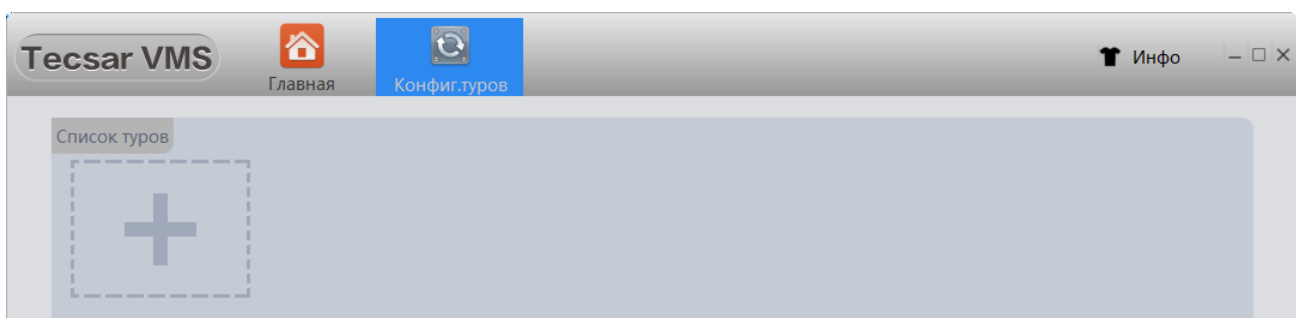 Tecsar VMS
Главная
Конфиг.туров
Инфо
Список туров